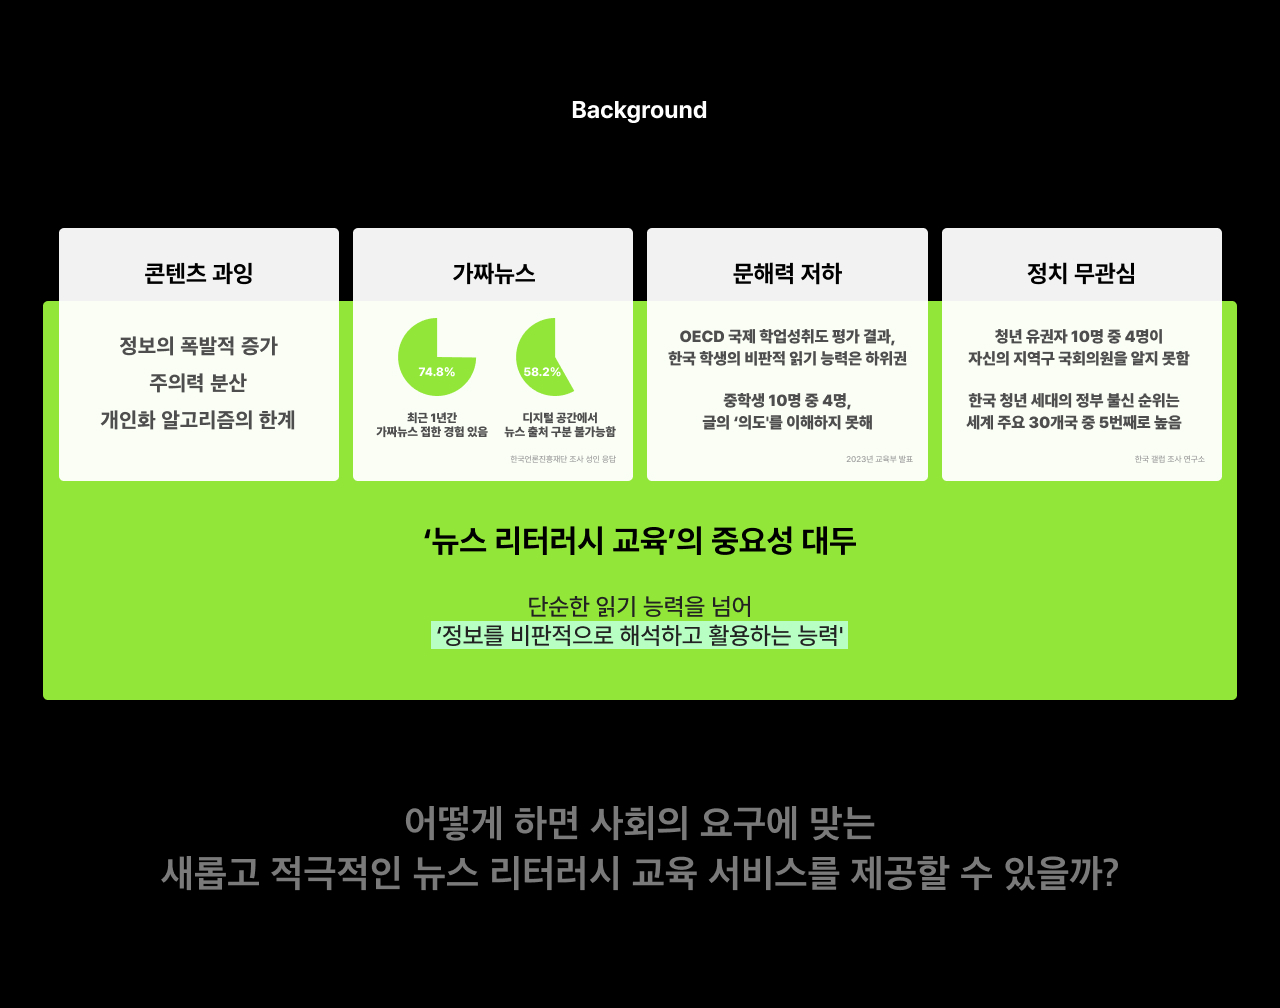 Background
콘텐츠 과잉
정보의 폭발적 증가
주의력 분산
개인화 알고리즘의 한계
가짜뉴스
74.8%
최근 1년간
가짜뉴스 접한 경험 있음
58.2%
디지털 공간에서
뉴스 출처 구분 불가능함
한국언론진흥재단 조사 성인 응답
문해력 저하
OECD 국제 학업성취도 평가 결과,
한국 학생의 비판적 읽기 능력은 하위권
중학생 10명 중 4명,
글의 ‘의도'를 이해하지 못해
2023년 교육부 발표
정치 무관심
청년 유권자 10명 중 4명이
자신의 지역구 국회의원을 알지 못함
한국 청년 세대의 정부 불신 순위는
세계 주요 30개국 중 5번째로 높음
한국 갤럽 조사 연구소
‘뉴스 리터러시 교육’의 중요성 대두
단순한 읽기 능력을 넘어
‘정보를 비판적으로 해석하고 활용하는 능력'
어떻게 하면 사회의 요구에 맞는
새롭고 적극적인 뉴스 리터러시 교육 서비스를 제공할 수 있을까?